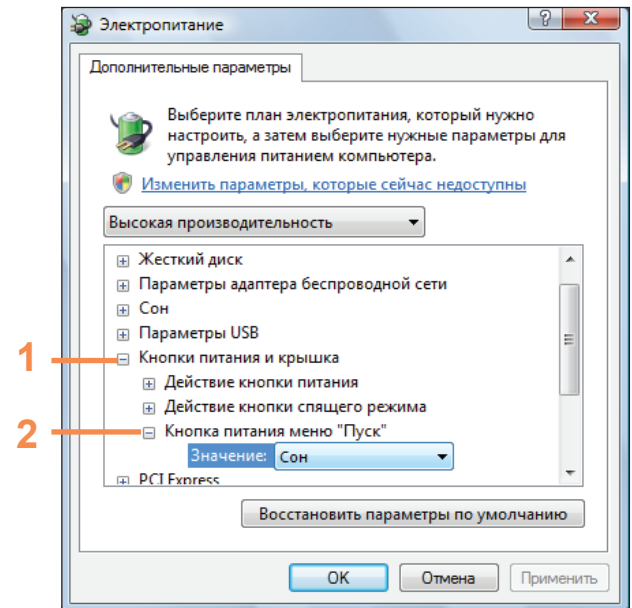 Электропитание
Дополнительные параметры
Выберите план электропитания, который нужно
настроить, а затем выберите нужные параметры для
управления питанием компьютера.
Изменить параметры, которые сейчас недоступны
Высокая производительность
Жесткий диск
Параметры адаптера беспроводной сети
Сон
Параметры USB
1 Кнопки питания и крышка
Действие кнопки питания
Действие кнопки спящего режима
2 Кнопка питания меню "Пуск"
Значение: Сон
PCI Express
Восстановить параметры по умолчанию
OK Отмена Применить